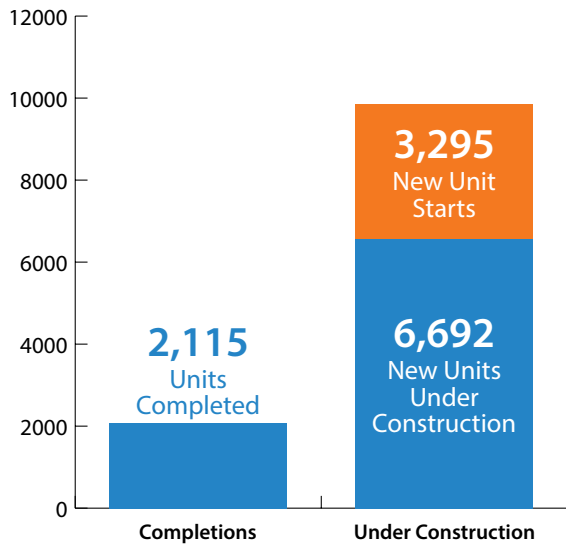 12000
10000
8000
6000
4000
2000
0
2,115
Units
Completed
3,295
New Unit
Starts
6,692
New Units
Under
Construction
Completions
Under Construction